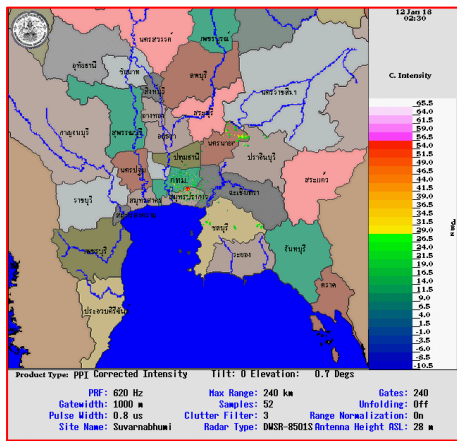 12 Jan 16
02:30
C. Intensity
นครสวรรค์
เพชรบูรณ์
อุทัยธานี
ชัยนาท
ลพบุรี
สิงห์บุรี
นครราชสีมา
อ่างทอง
สระบุรี
กาญจนบุรี
สุพรรณบุรี
อยุธยา
นครนายก
ปทุมธานี
ปราจีนบุรี
นครปฐม
กทม.
สระแก้ว
ราชบุรี
สมุทรสาคร
สมุทรปราการ
ฉะเชิงเทรา
ชลบุรี
เพชรบุรี
ระยอง
จันทบุรี
ตราด
ประจวบคีรีขันธ์
65.5
64.0
61.5
59.0
56.5
54.0
51.5
49.0
46.5
44.0
41.5
39.0
36.5
34.0
31.5
29.0
26.5
24.0
21.5
19.0
16.5
14.0
11.5
9.0
6.5
4.0
1.5
-1.0
-3.5
-6.0
-8.5
-10.5
Product Type: PPI Corrected Intensity Tilt: 0 Elevation: 0.7 Degs
PRF: 620 Hz Max Range: 240 km Gates: 240
Gatewidth: 1000 m Samples: 52 Unfolding: Off
Pulse Width: 0.8 us Clutter Filter: 3 Range Normalization: On
Site Name: Suvarnabhumi Radar Type: DWSR-8501S Antenna Height ASL: 28 m